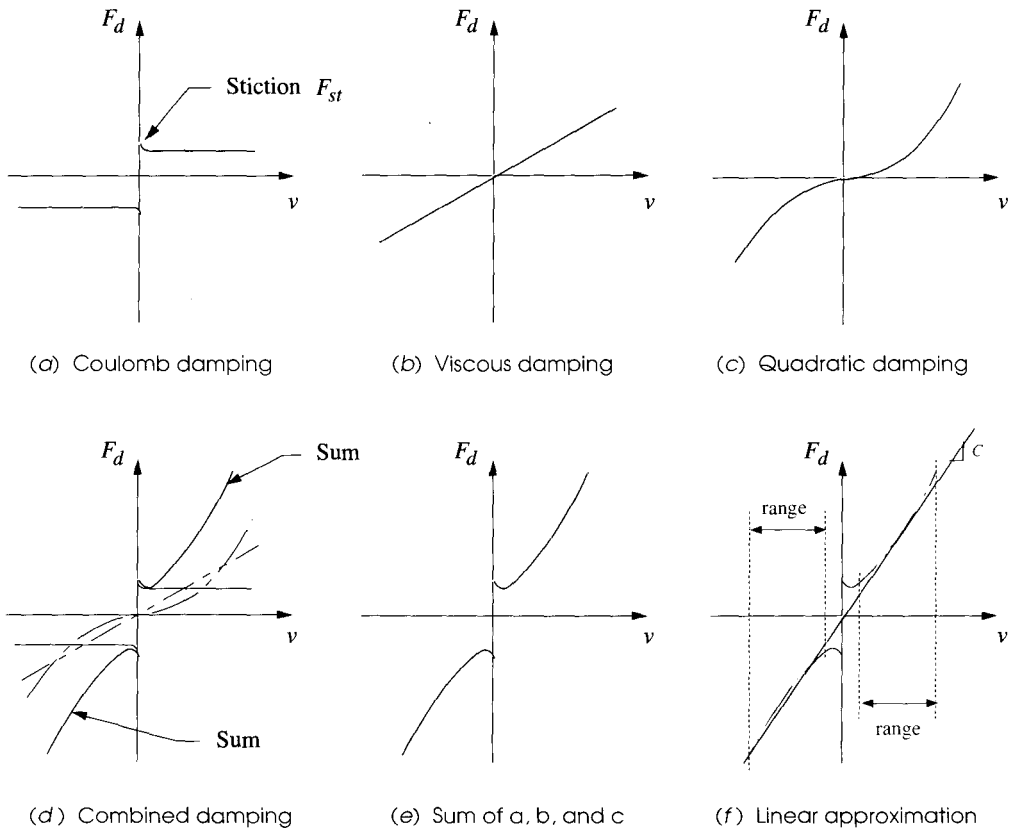 F_d
Stiction F_st
v
(a) Coulomb damping
F_d
v
(b) Viscous damping
F_d
v
(c) Quadratic damping
F_d
Sum
v
Sum
(d) Combined damping
F_d
v
(e) Sum of a, b, and c
F_d
C
range
v
range
(f) Linear approximation